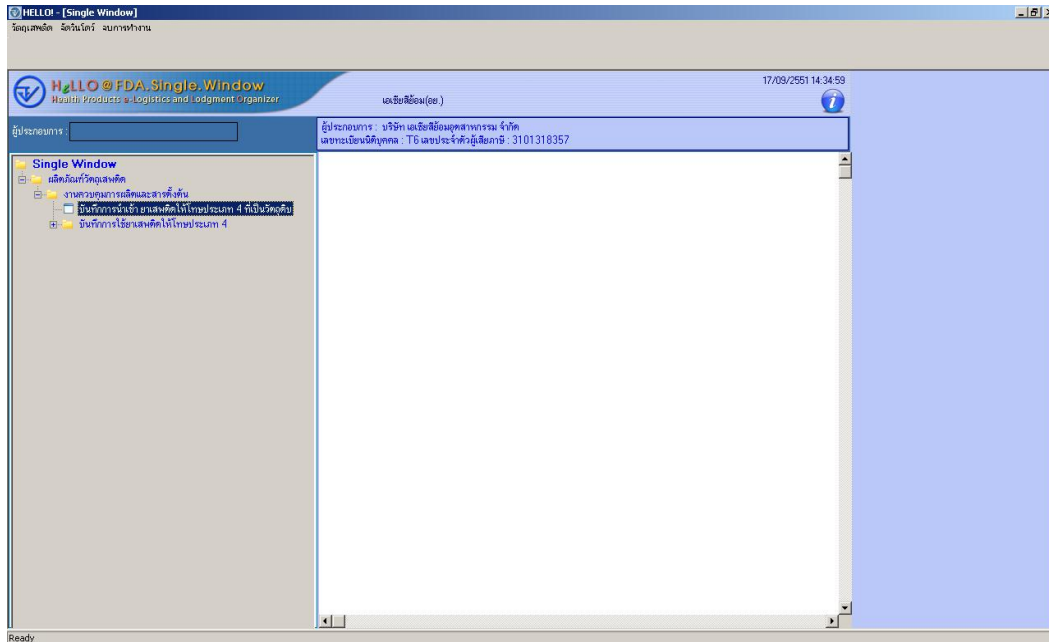 HELLO! - [Single Window]
วัตถุเสพติด จัดวินโดว์ จบการทำงาน
HeLLO @ FDA.Single.Window
Health Products e-Logistics and Lodgment Organizer
17/09/2551 14:34:59
เอเชียสีย้อม(อย.)
ผู้ประกอบการ :
ผู้ประกอบการ : บริษัท เอเชียสีย้อมอุตสาหกรรม จำกัด
เลขทะเบียนนิติบุคคล : T6 เลขประจำตัวผู้เสียภาษี : 3101318357
Single Window
ผลิตภัณฑ์วัตถุเสพติด
งานควบคุมการผลิตและสารตั้งต้น
บันทึกการนำเข้า ยาเสพติดให้โทษประเภท 4 ที่เป็นวัตถุดิบ
บันทึกการใช้ยาเสพติดให้โทษประเภท 4
Ready